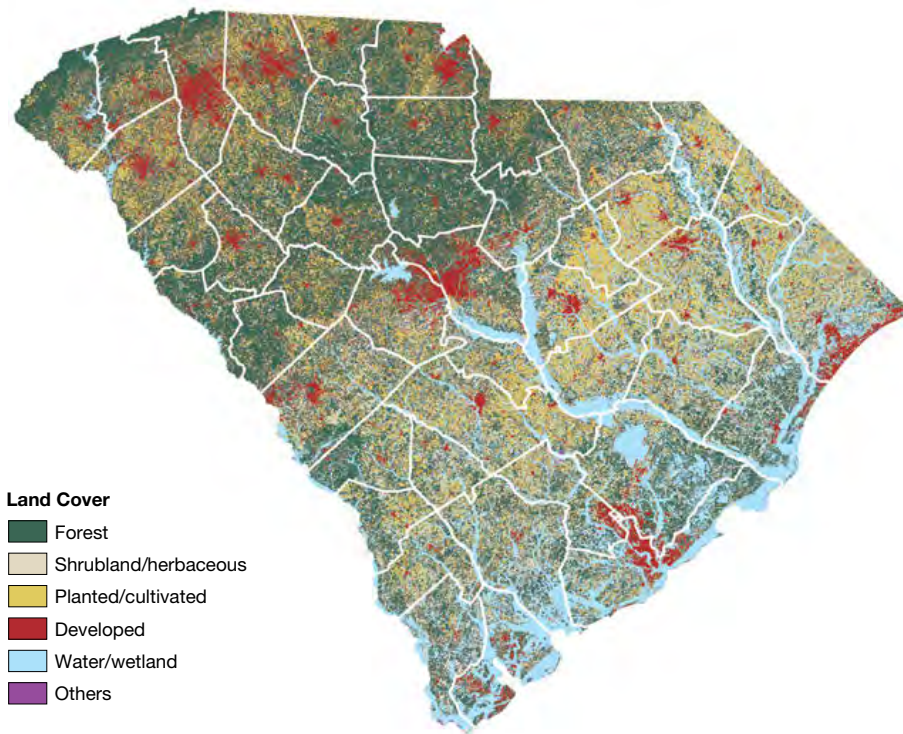 Land Cover
Forest
Shrubland/herbaceous
Planted/cultivated
Developed
Water/wetland
Others